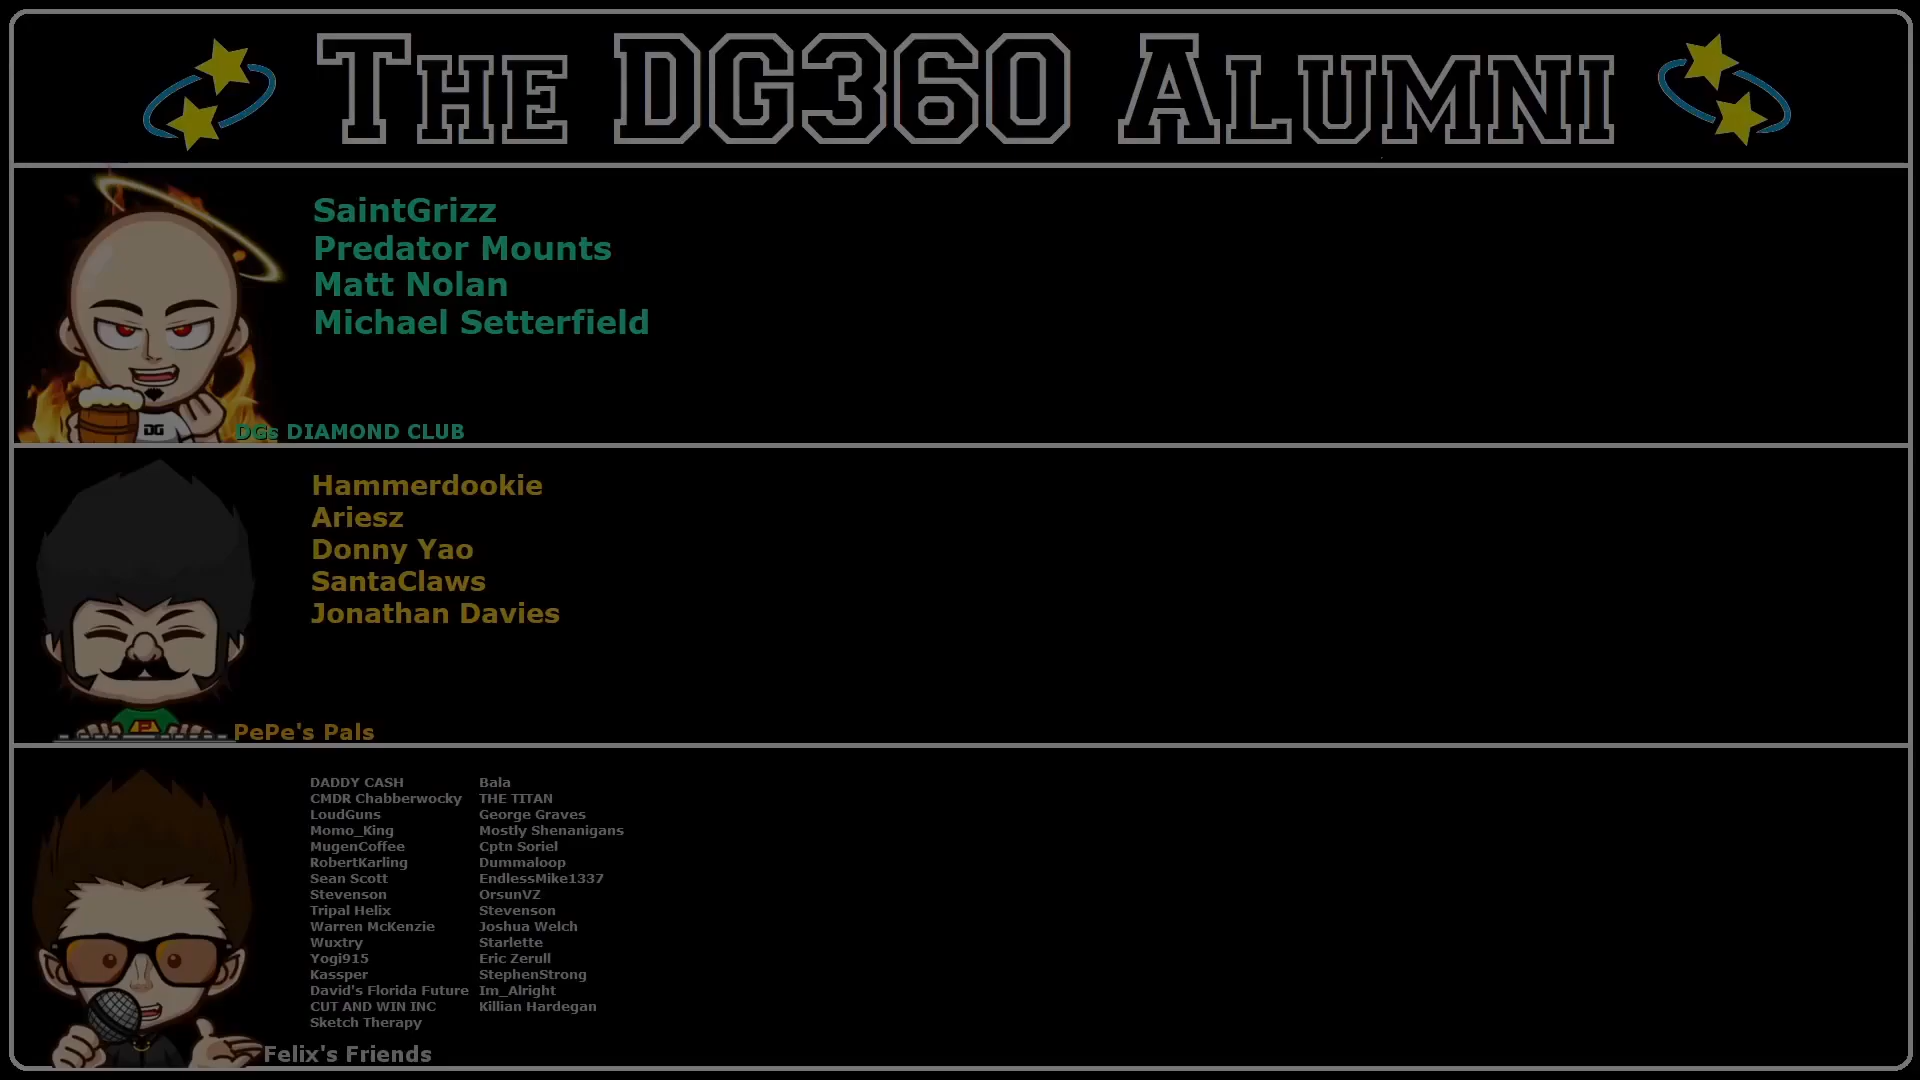 THE DG360 ALUMNI
SaintGrizz
Predator Mounts
Matt Nolan
Michael Setterfield
DG
DGs DIAMOND CLUB
Hammerdookie
Ariesz
Donny Yao
SantaClaws
Jonathan Davies
P
PePe's Pals
DADDY CASH
CMDR Chabberwocky
LoudGuns
Momo_King
MugenCoffee
RobertKarling
Sean Scott
Stevenson
Tripal Helix
Warren McKenzie
Wuxtry
Yogi915
Kassper
David's Florida Future
CUT AND WIN INC
Sketch Therapy
Bala
THE TITAN
George Graves
Mostly Shenanigans
Cptn Soriel
Dummaloop
EndlessMike1337
OrsunVZ
Stevenson
Joshua Welch
Starlette
Eric Zerull
StephenStrong
Im_Alright
Killian Hardegan
Felix's Friends